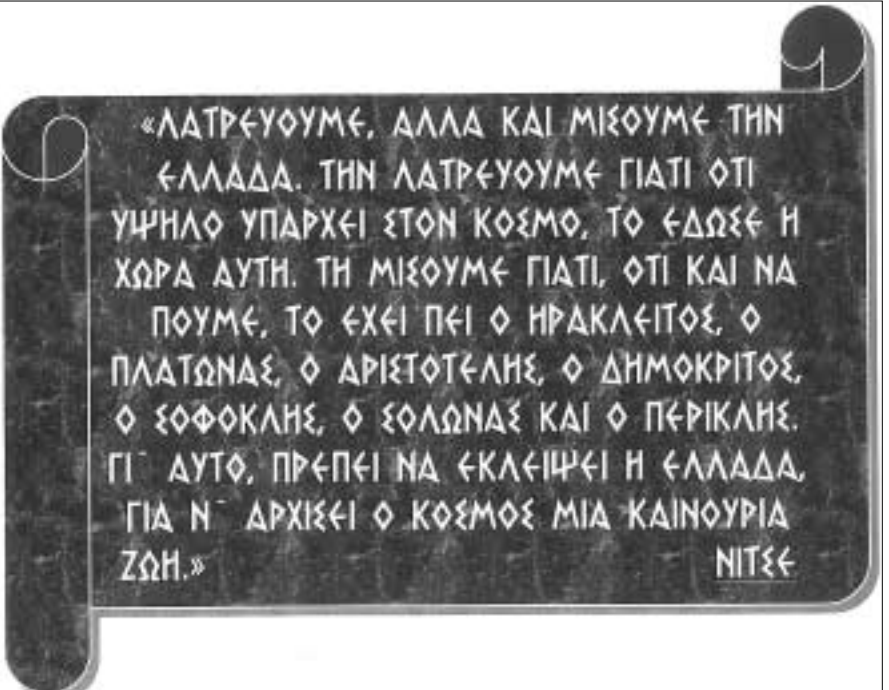 «ΛΑΤΡΕΥΟΥΜΕ, ΑΛΛΑ ΚΑΙ ΜΙΣΟΥΜΕ ΤΗΝ
ΕΛΛΑΔΑ. ΤΗΝ ΛΑΤΡΕΥΟΥΜΕ ΓΙΑΤΙ ΟΤΙ
ΥΨΗΛΟ ΥΠΑΡΧΕΙ ΣΤΟΝ ΚΟΣΜΟ, ΤΟ ΕΔΩΣΕ Η
ΧΩΡΑ ΑΥΤΗ. ΤΗ ΜΙΣΟΥΜΕ ΓΙΑΤΙ, ΟΤΙ ΚΑΙ ΝΑ
ΠΟΥΜΕ, ΤΟ ΕΧΕΙ ΠΕΙ Ο ΗΡΑΚΛΕΙΤΟΣ, Ο
ΠΛΑΤΩΝΑΣ, Ο ΑΡΙΣΤΟΤΕΛΗΣ, Ο ΔΗΜΟΚΡΙΤΟΣ,
Ο ΣΟΦΟΚΛΗΣ, Ο ΣΟΛΩΝΑΣ ΚΑΙ Ο ΠΕΡΙΚΛΗΣ.
ΓΙ¨ ΑΥΤΟ, ΠΡΕΠΕΙ ΝΑ ΕΚΛΕΙΨΕΙ Η ΕΛΛΑΔΑ,
ΓΙΑ Ν¨ ΑΡΧΙΣΕΙ Ο ΚΟΣΜΟΣ ΜΙΑ ΚΑΙΝΟΥΡΙΑ
ΖΩΗ.» ΝΙΤΣΕ